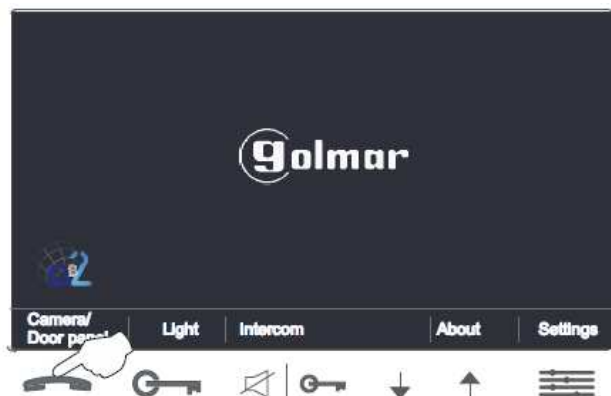 golmar
Camera/
Door panel
Light
Intercom
About
Settings